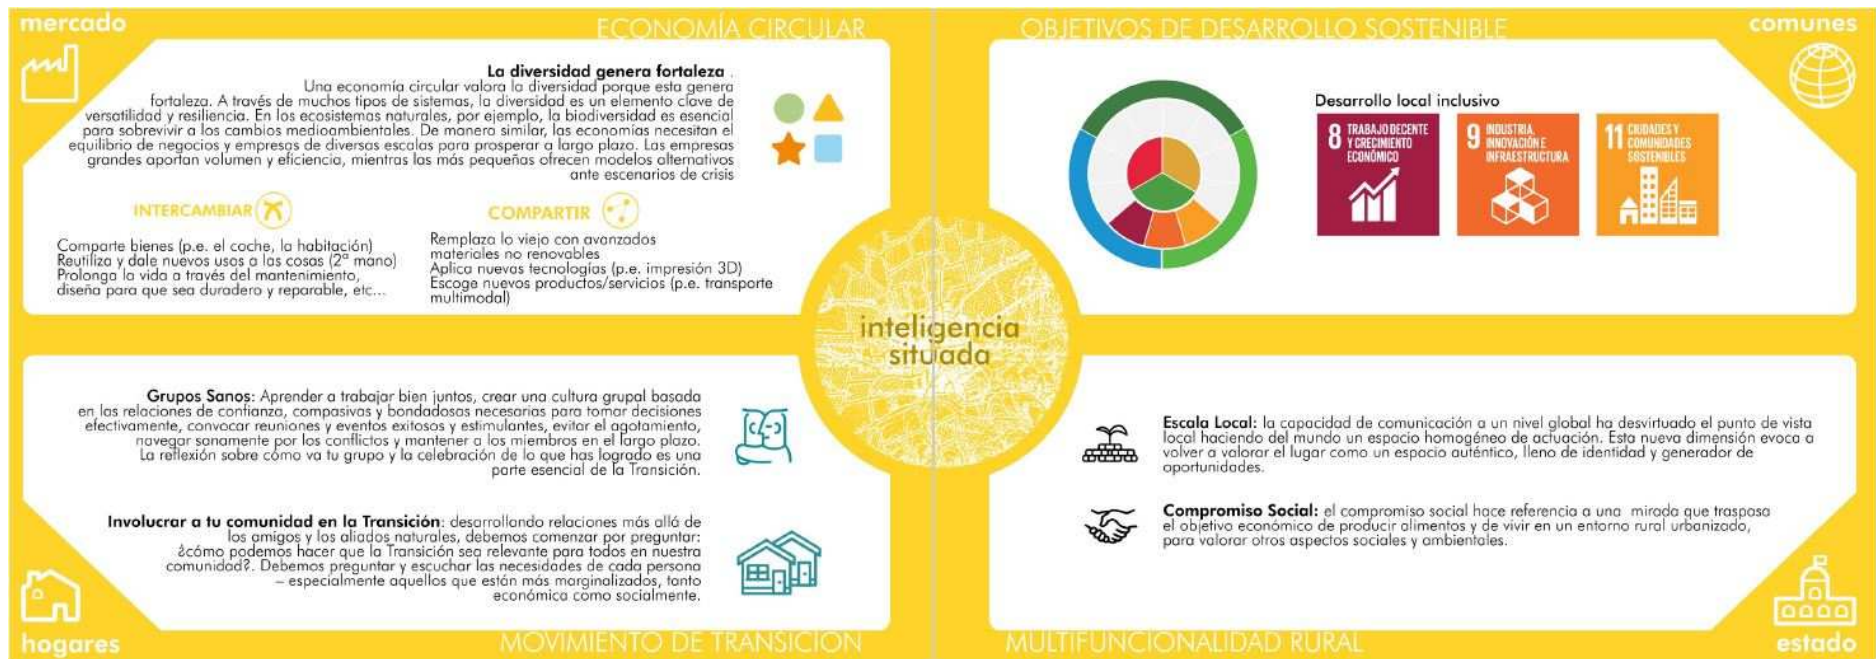 mercado
ECONOMÍA CIRCULAR
La diversidad genera fortaleza .
Una economía circular valora la diversidad porque esta genera
fortaleza. A través de muchos tipos de sistemas, la diversidad es un elemento clave de
versatilidad y resiliencia. En los ecosistemas naturales, por ejemplo, la biodiversidad es esencial
para sobrevivir a los cambios medioambientales. De manera similar, las economías necesitan el
equilibrio de negocios y empresas de diversas escalas para prosperar a largo plazo. Las empresas
grandes aportan volumen y eficiencia, mientras las más pequeñas ofrecen modelos alternativos
ante escenarios de crisis
INTERCAMBIAR
Comparte bienes (p.e. el coche, la habitación)
Reutiliza y dale nuevos usos a las cosas (2ª mano)
Prolonga la vida a través del mantenimiento,
diseña para que sea duradero y reparable, etc...
COMPARTIR
Remplaza lo viejo con avanzados
materiales no renovables
Aplica nuevas tecnologías (p.e. impresión 3D)
Escoge nuevos productos/servicios (p.e. transporte
multimodal)
OBJETIVOS DE DESARROLLO SOSTENIBLE
comunes
Desarrollo local inclusivo
8 TRABAJO DECENTE
Y CRECIMIENTO
ECONÓMICO
9 INDUSTRIA,
INNOVACIÓN E
INFRAESTRUCTURA
11 CIUDADES Y
COMUNIDADES
SOSTENIBLES
inteligencia
situada
Grupos Sanos: Aprender a trabajar bien juntos, crear una cultura grupal basada
en las relaciones de confianza, compasivas y bondadosas necesarias para tomar decisiones
efectivamente, convocar reuniones y eventos exitosos y estimulantes, evitar el agotamiento,
navegar sanamente por los conflictos y mantener a los miembros en el largo plazo.
La reflexión sobre cómo va tu grupo y la celebración de lo que has logrado es una
parte esencial de la Transición.
Involucrar a tu comunidad en la Transición: desarrollando relaciones más allá de
los amigos y los aliados naturales, debemos comenzar por preguntar:
¿cómo podemos hacer que la Transición sea relevante para todos en nuestra
comunidad?. Debemos preguntar y escuchar las necesidades de cada persona
– especialmente aquellos que están más marginalizados, tanto
económica como socialmente.
hogares
MOVIMIENTO DE TRANSICIÓN
Escala Local: la capacidad de comunicación a un nivel global ha desvirtuado el punto de vista
local haciendo del mundo un espacio homogéneo de actuación. Esta nueva dimensión evoca a
volver a valorar el lugar como un espacio auténtico, lleno de identidad y generador de
oportunidades.
Compromiso Social: el compromiso social hace referencia a una mirada que traspasa
el objetivo económico de producir alimentos y de vivir en un entorno rural urbanizado,
para valorar otros aspectos sociales y ambientales.
MULTIFUNCIONALIDAD RURAL
estado